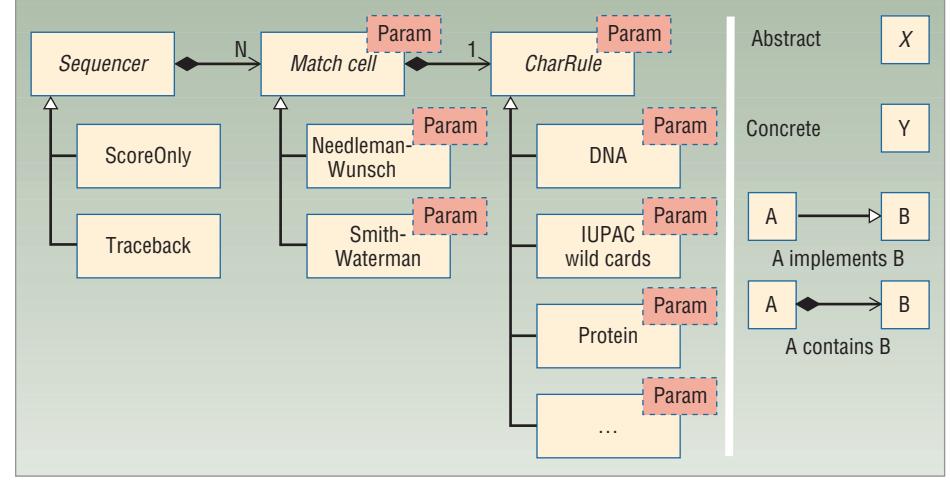 Param
Param
Sequencer
N
Match cell
1
CharRule
Param
Param
ScoreOnly
Needleman-
Wunsch
DNA
Param
Param
Traceback
Smith-
Waterman
IUPAC
wild cards
Param
Protein
Param
...
Abstract
X
Concrete
Y
A
B
A implements B
A
B
A contains B